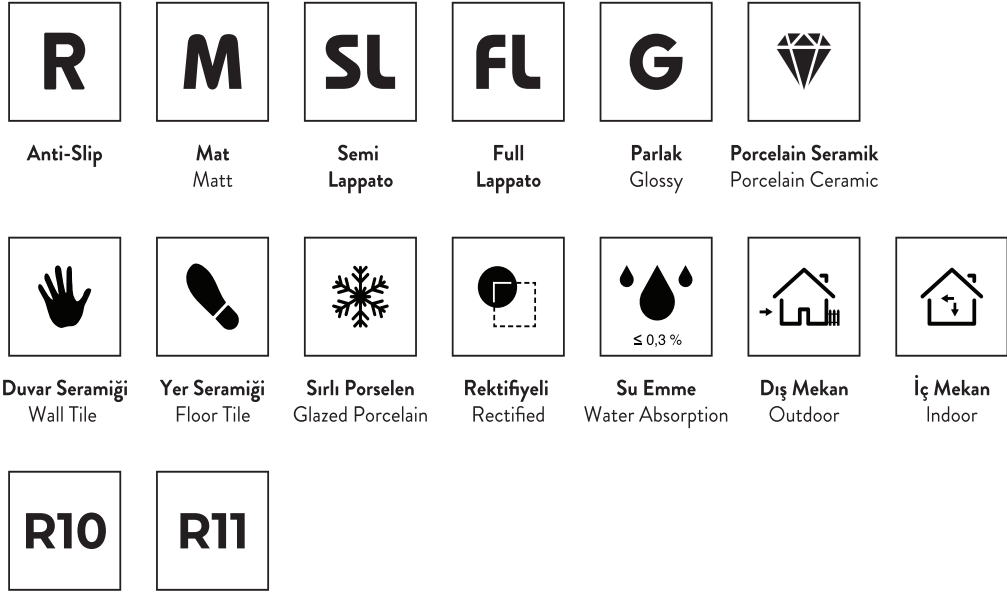 R M SL FL G
Anti-Slip Mat Semi Full Parlak Porcelain Seramik
Matt Lappato Lappato Glossy Porcelain Ceramic
≤ 0,3 %
Duvar Seramiği Yer Seramiği Sırlı Porselen Rektifiyeli Su Emme Dış Mekan İç Mekan
Wall Tile Floor Tile Glazed Porcelain Rectified Water Absorption Outdoor Indoor
R10 R11